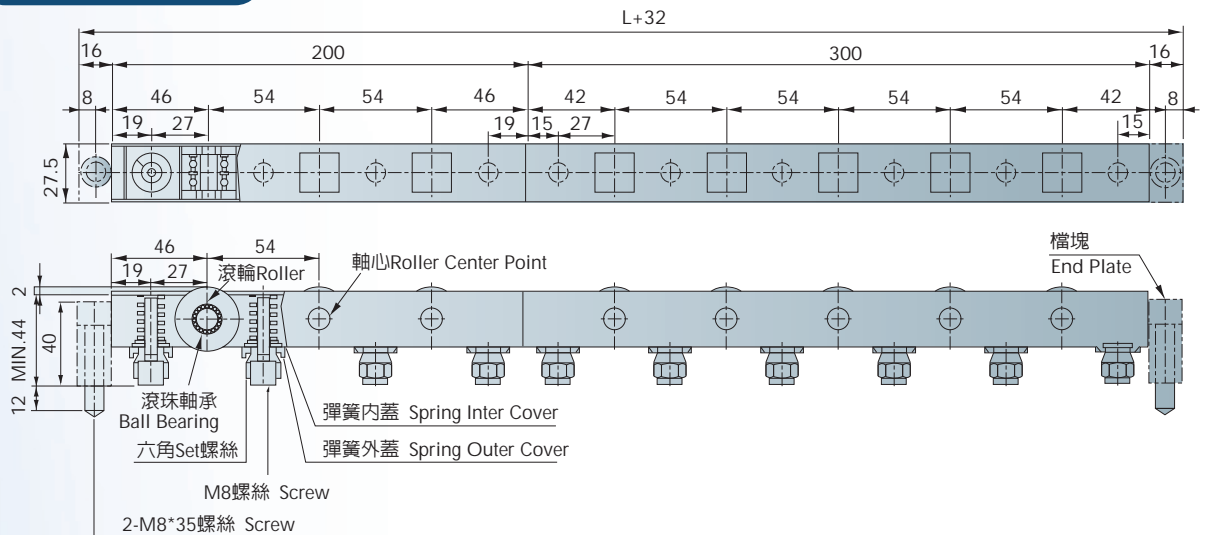 L+32
16
200
300
16
8
46
54
54
46
42
54
54
54
54
42
8
19
27
19
15
27
15
27.5
46
54
19
27
滾輪Roller
軸心Roller Center Point
檔塊
End Plate
2
MIN.44
40
12
滾珠軸承
Ball Bearing
彈簧內蓋 Spring Inter Cover
六角Set螺絲
彈簧外蓋 Spring Outer Cover
M8螺絲 Screw
2-M8*35螺絲 Screw